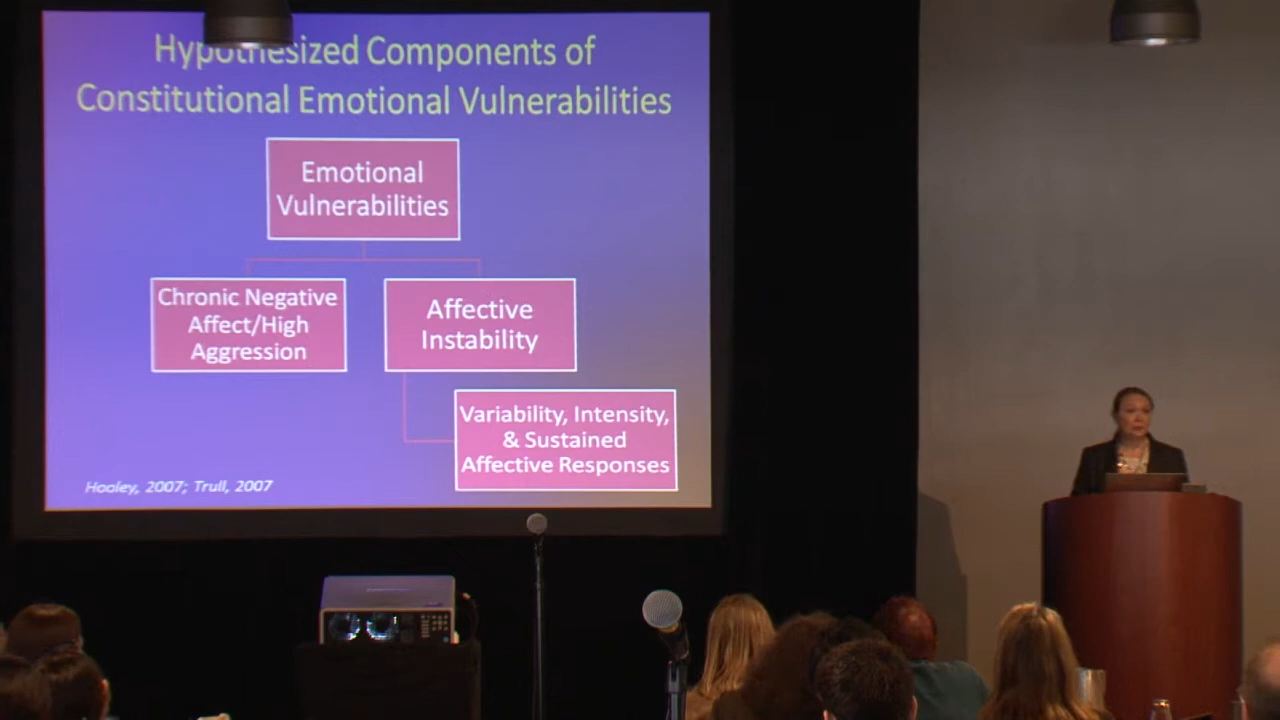 Hypothesized Components of
Constitutional Emotional Vulnerabilities
Emotional
Vulnerabilities
Chronic Negative
Affect/High
Aggression
Affective
Instability
Variability, Intensity,
& Sustained
Affective Responses
Hooley, 2007; Trull, 2007